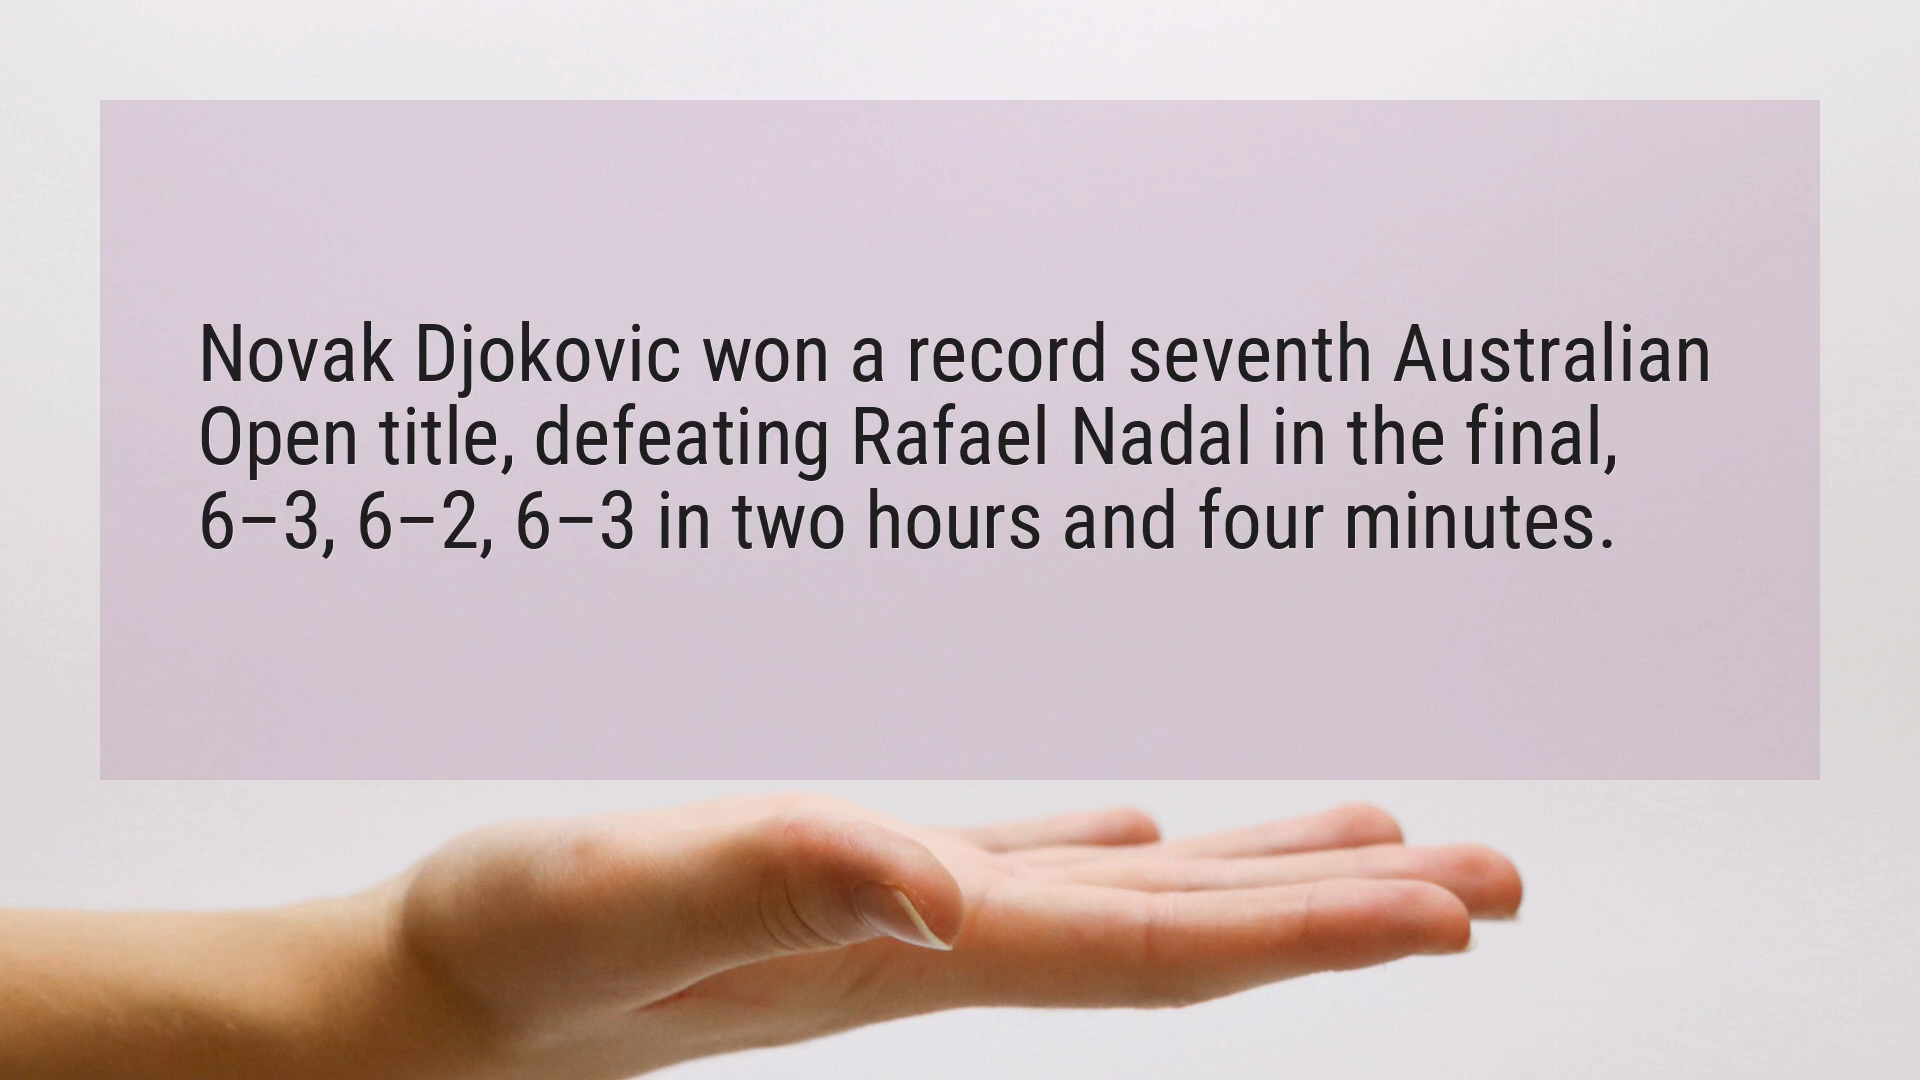 Novak Djokovic won a record seventh Australian
Open title, defeating Rafael Nadal in the final,
6–3, 6–2, 6–3 in two hours and four minutes.